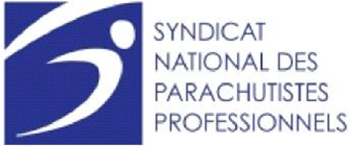 SYNDICAT
NATIONAL DES
PARACHUTISTES
PROFESSIONNELS